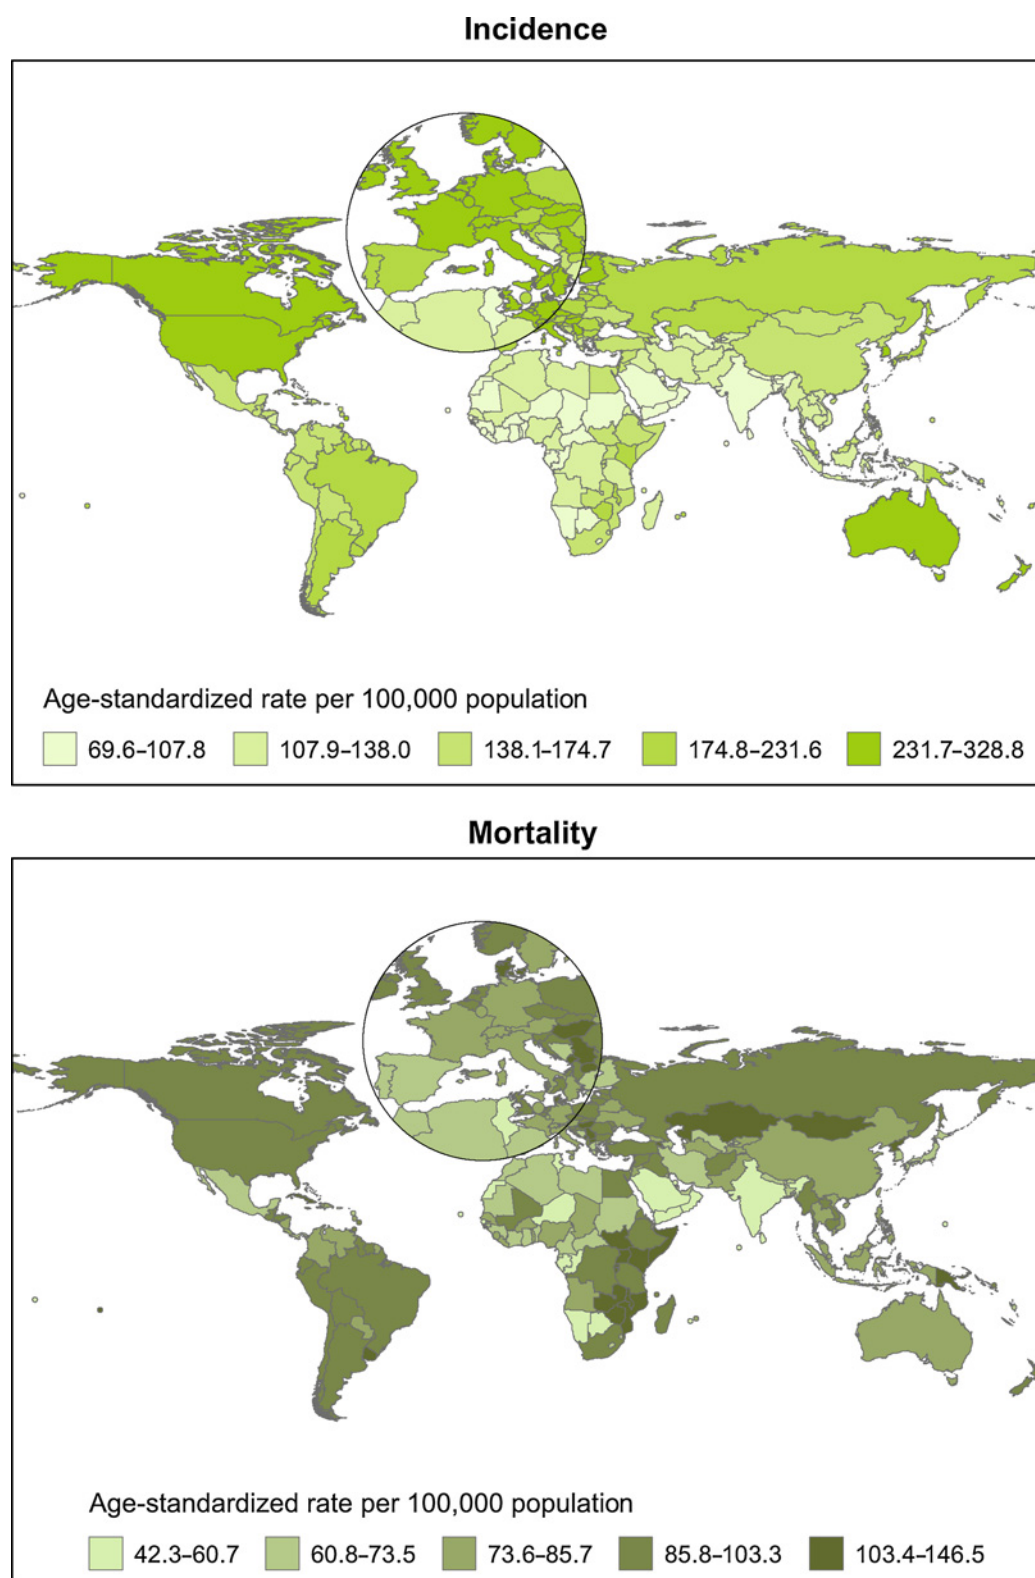 Incidence
Age-standardized rate per 100,000 population
69.6–107.8 107.9–138.0 138.1–174.7 174.8–231.6 231.7–328.8
Mortality
Age-standardized rate per 100,000 population
42.3–60.7 60.8–73.5 73.6–85.7 85.8–103.3 103.4–146.5